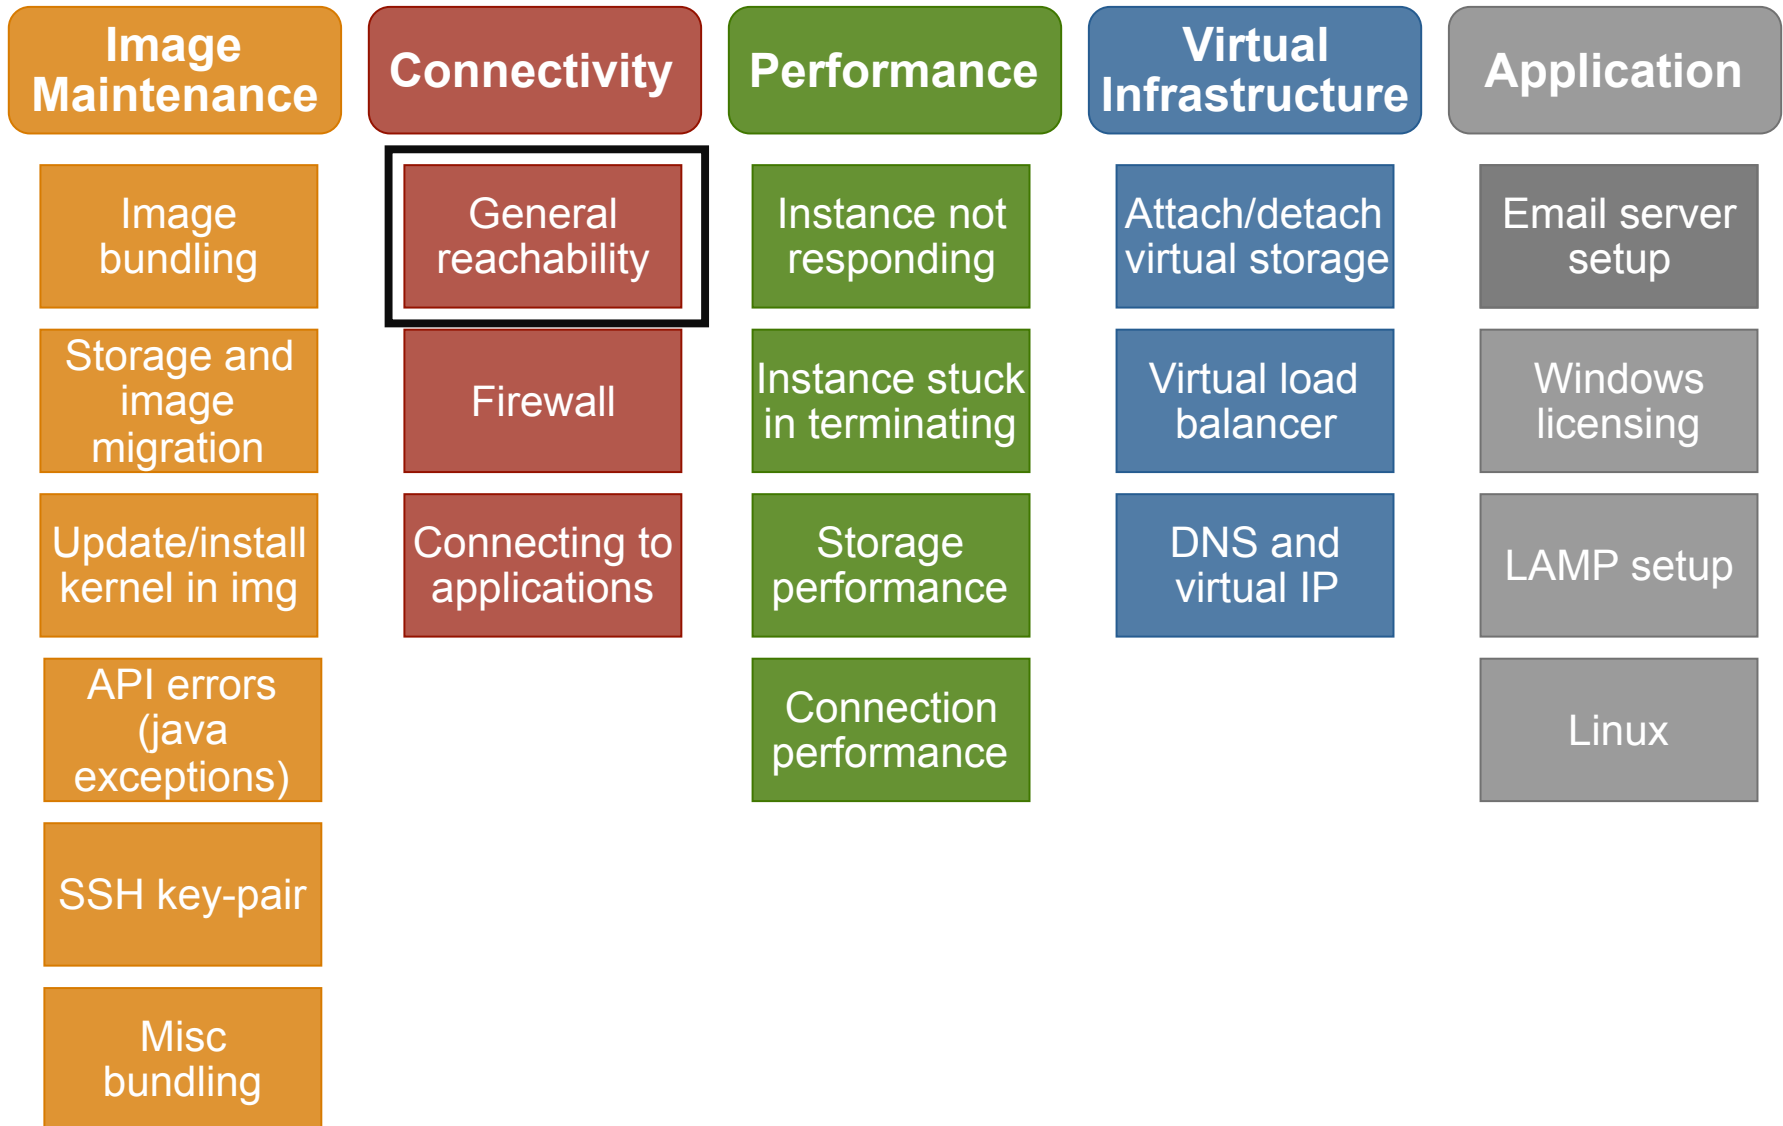 Image
Maintenance
Connectivity
Performance
Virtual
Infrastructure
Application
Image
bundling
Storage and
image
migration
Update/install
kernel in img
API errors
(java
exceptions)
SSH key-pair
Misc
bundling
General
reachability
Firewall
Connecting to
applications
Instance not
responding
Instance stuck
in terminating
Storage
performance
Connection
performance
Attach/detach
virtual storage
Virtual load
balancer
DNS and
virtual IP
Email server
setup
Windows
licensing
LAMP setup
Linux